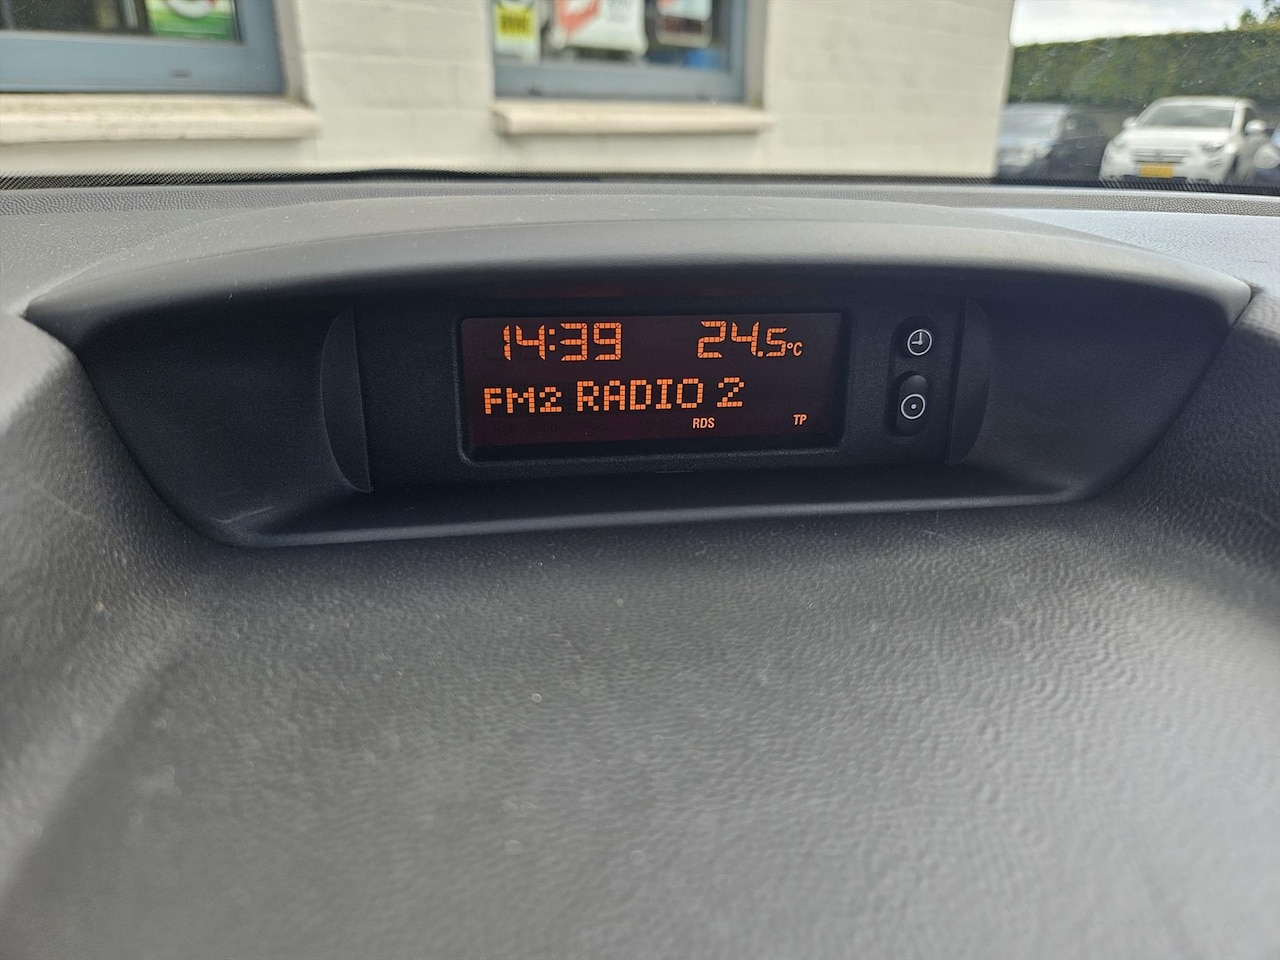 14:39 24.5°C
FM2 RADIO 2
RDS TP